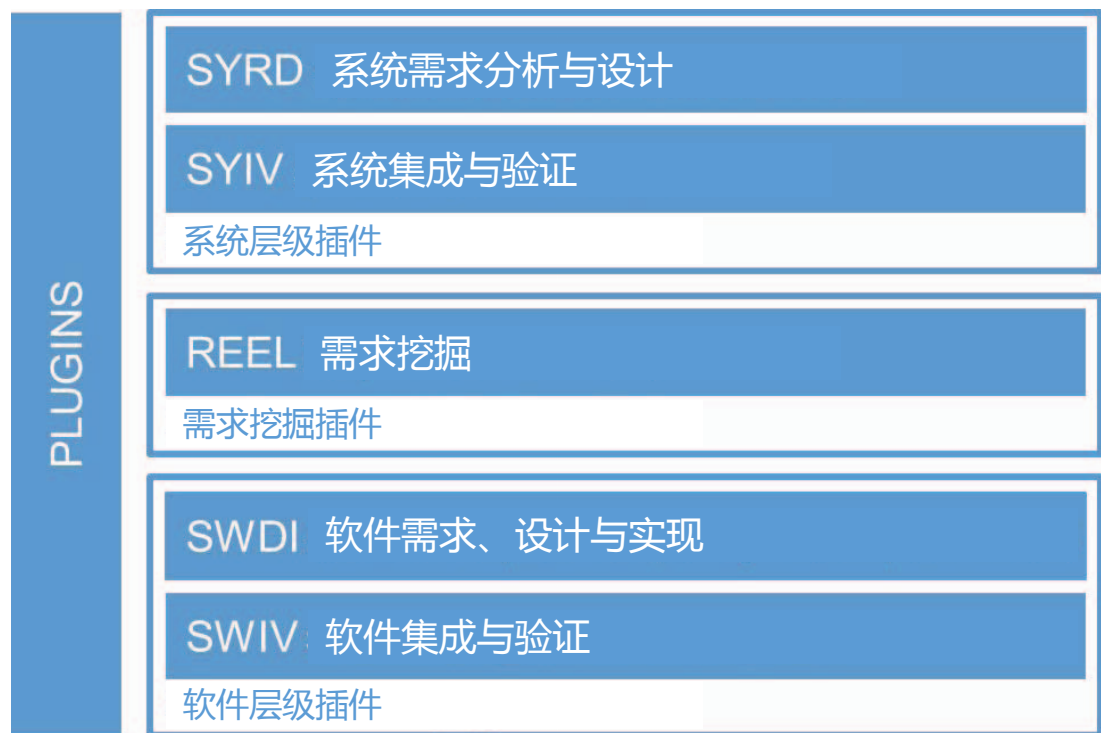 PLUGINS
SYRD 系统需求分析与设计
SYIV 系统集成与验证
系统层级插件
REEL 需求挖掘
需求挖掘插件
SWDI 软件需求、设计与实现
SWIV 软件集成与验证
软件层级插件